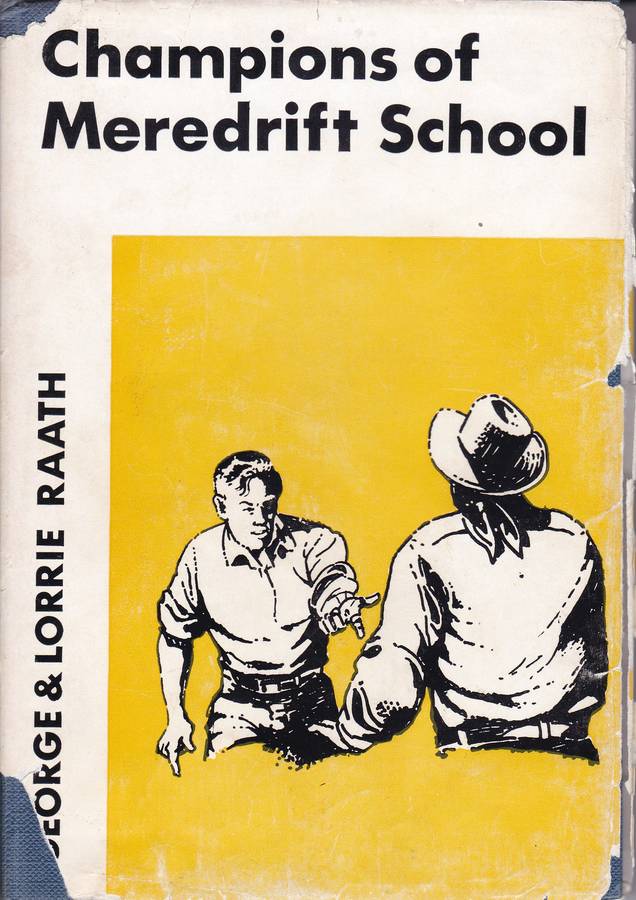 Champions of
Meredrift School
GEORGE & LORRIE RAATH